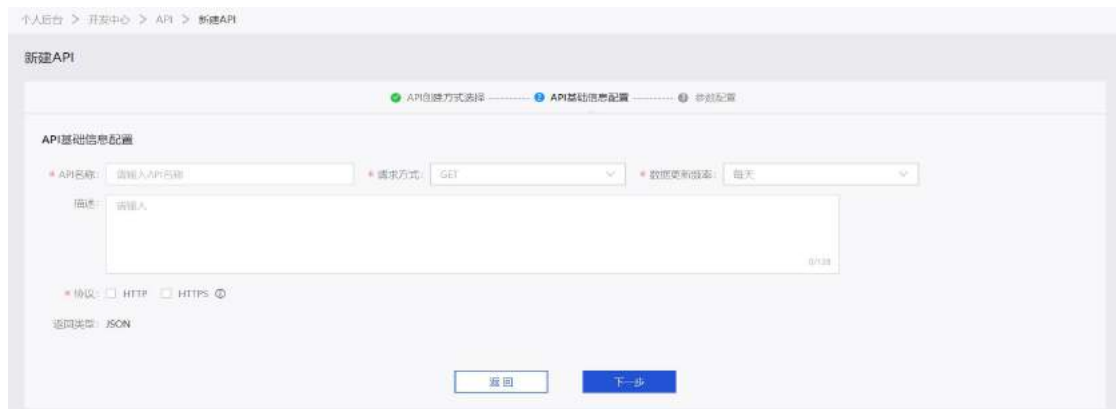 个人后台 > 开发中心 > API > 新建API
新建API
API创建方式选择 2 API基础信息配置 3 参数配置
API基础信息配置
* API名称: 请输入API名称 * 请求方式: GET * 数据更新频率: 每天
描述: 请输入
0/128
* 协议: HTTP HTTPS
返回类型: JSON
返回 下一步